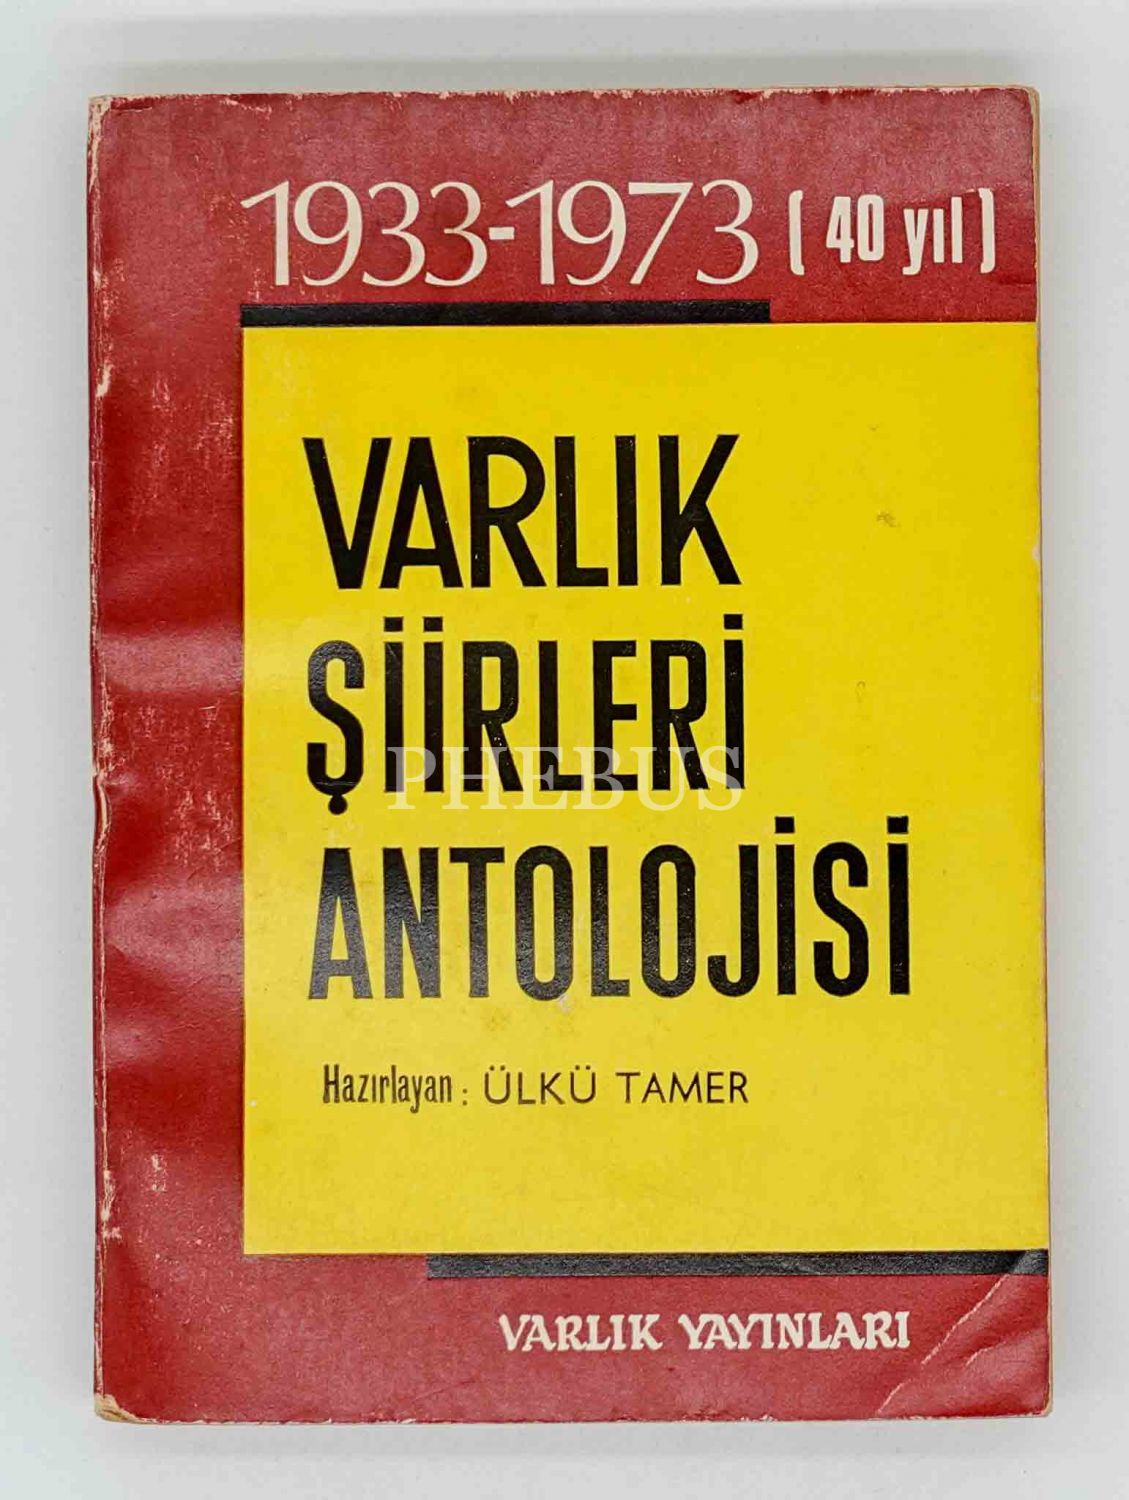 1933-1973 (40 yıl)
VARLIK
ŞİİRLERİ
PHEBUS
ANTOLOJİSİ
Hazırlayan: ÜLKÜ TAMER
VARLIK YAYINLARI